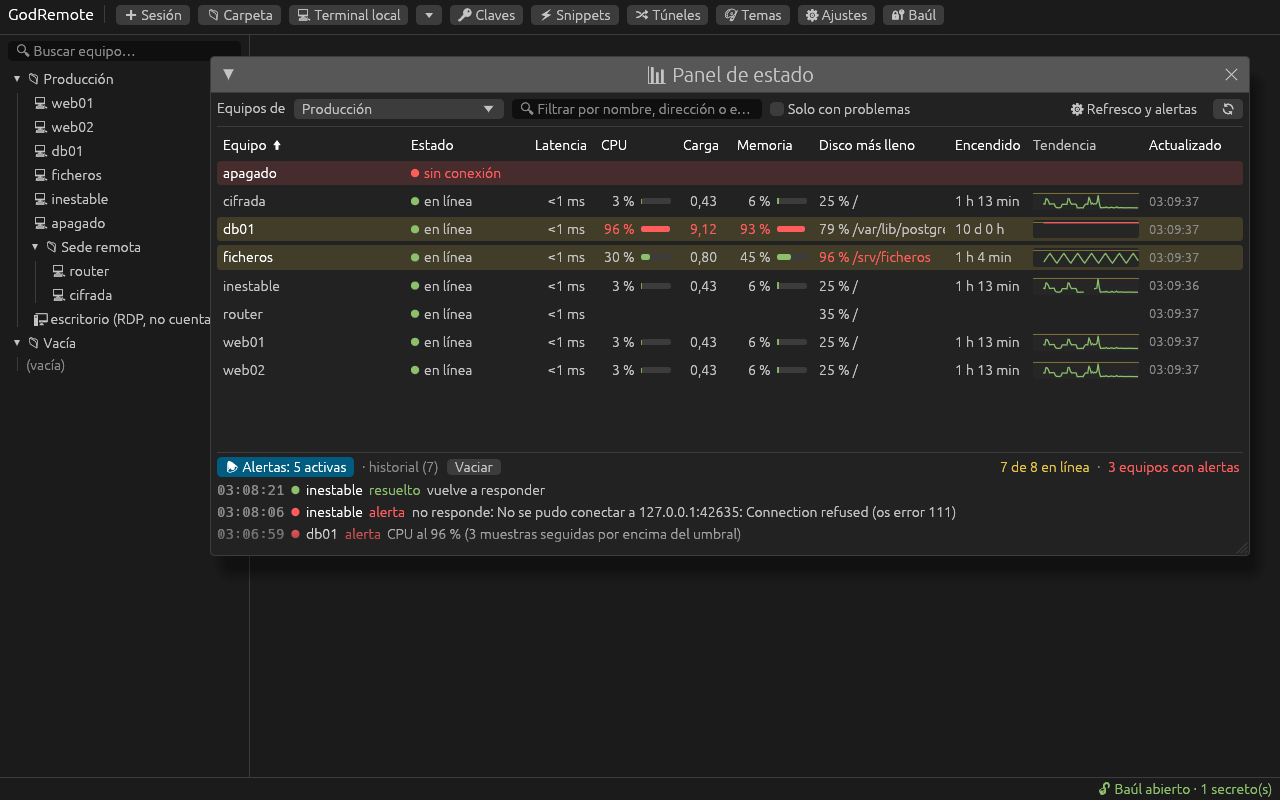 GodRemote + Sesión Carpeta Terminal local Claves Snippets Túneles Temas Ajustes Baúl
Buscar equipo…
Producción
web01
web02
db01
ficheros
inestable
apagado
Sede remota
router
cifrada
escritorio (RDP, no cuenta
Vacía
(vacía)
Panel de estado
Equipos de Producción Filtrar por nombre, dirección o e… Solo con problemas Refresco y alertas
Equipo Estado Latencia CPU Carga Memoria Disco más lleno Encendido Tendencia Actualizado
apagado sin conexión
cifrada en línea <1 ms 3 % 0,43 6 % 25 % / 1 h 13 min 03:09:37
db01 en línea <1 ms 96 % 9,12 93 % 79 % /var/lib/postgre 10 d 0 h 03:09:37
ficheros en línea <1 ms 30 % 0,80 45 % 96 % /srv/ficheros 1 h 4 min 03:09:37
inestable en línea <1 ms 3 % 0,43 6 % 25 % / 1 h 13 min 03:09:36
router en línea <1 ms 35 % / 03:09:37
web01 en línea <1 ms 3 % 0,43 6 % 25 % / 1 h 13 min 03:09:37
web02 en línea <1 ms 3 % 0,43 6 % 25 % / 1 h 13 min 03:09:37
Alertas: 5 activas · historial (7) Vaciar 7 de 8 en línea · 3 equipos con alertas
03:08:21 inestable resuelto vuelve a responder
03:08:06 inestable alerta no responde: No se pudo conectar a 127.0.0.1:42635: Connection refused (os error 111)
03:06:59 db01 alerta CPU al 96 % (3 muestras seguidas por encima del umbral)
Baúl abierto · 1 secreto(s)